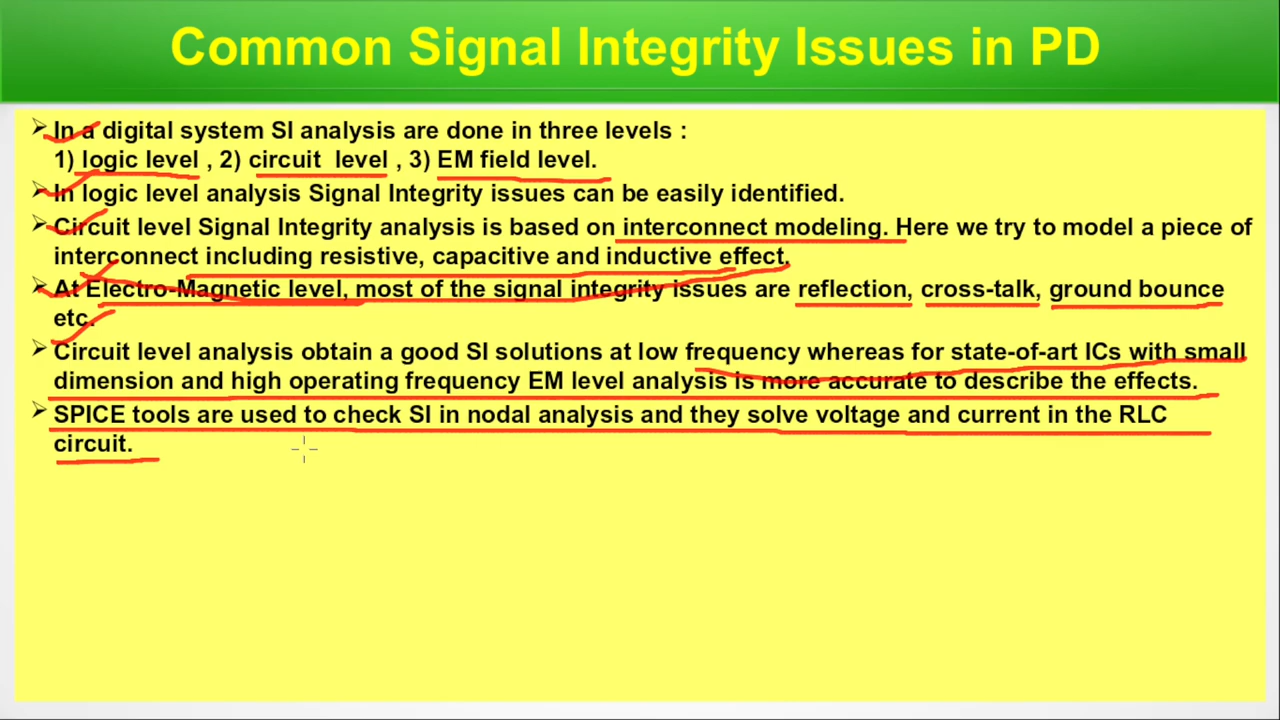 Common Signal Integrity Issues in PD
In a digital system SI analysis are done in three levels :
1) logic level , 2) circuit level , 3) EM field level.
In logic level analysis Signal Integrity issues can be easily identified.
Circuit level Signal Integrity analysis is based on interconnect modeling. Here we try to model a piece of
interconnect including resistive, capacitive and inductive effect.
At Electro-Magnetic level, most of the signal integrity issues are reflection, cross-talk, ground bounce
etc.
Circuit level analysis obtain a good SI solutions at low frequency whereas for state-of-art ICs with small
dimension and high operating frequency EM level analysis is more accurate to describe the effects.
SPICE tools are used to check SI in nodal analysis and they solve voltage and current in the RLC
circuit.